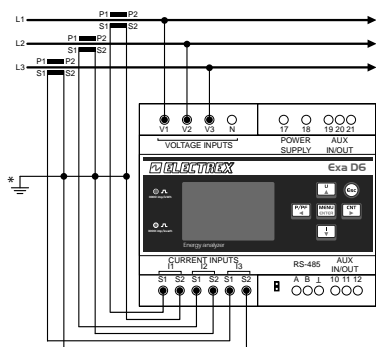 P1 P2
L1
S1 S2
P1 P2
L2
S1 S2
P1 P2
L3
S1 S2
V1 V2 V3 N 17 18 19 20 21
VOLTAGE INPUTS POWER SUPPLY AUX IN/OUT
ELECTREX Exa D6
U Esc
P/PF MENU ENTER CNT
I
*
Energy analyzer
CURRENT INPUTS
I1 I2 I3
RS-485 AUX IN/OUT
S1 S2 S1 S2 S1 S2 A B ⊥ 10 11 12